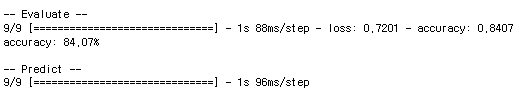 -- Evaluate --
9/9 [==============================] - 1s 88ms/step - loss: 0.7201 - accuracy: 0.8407
accuracy: 84.07%
-- Predict --
9/9 [==============================] - 1s 96ms/step